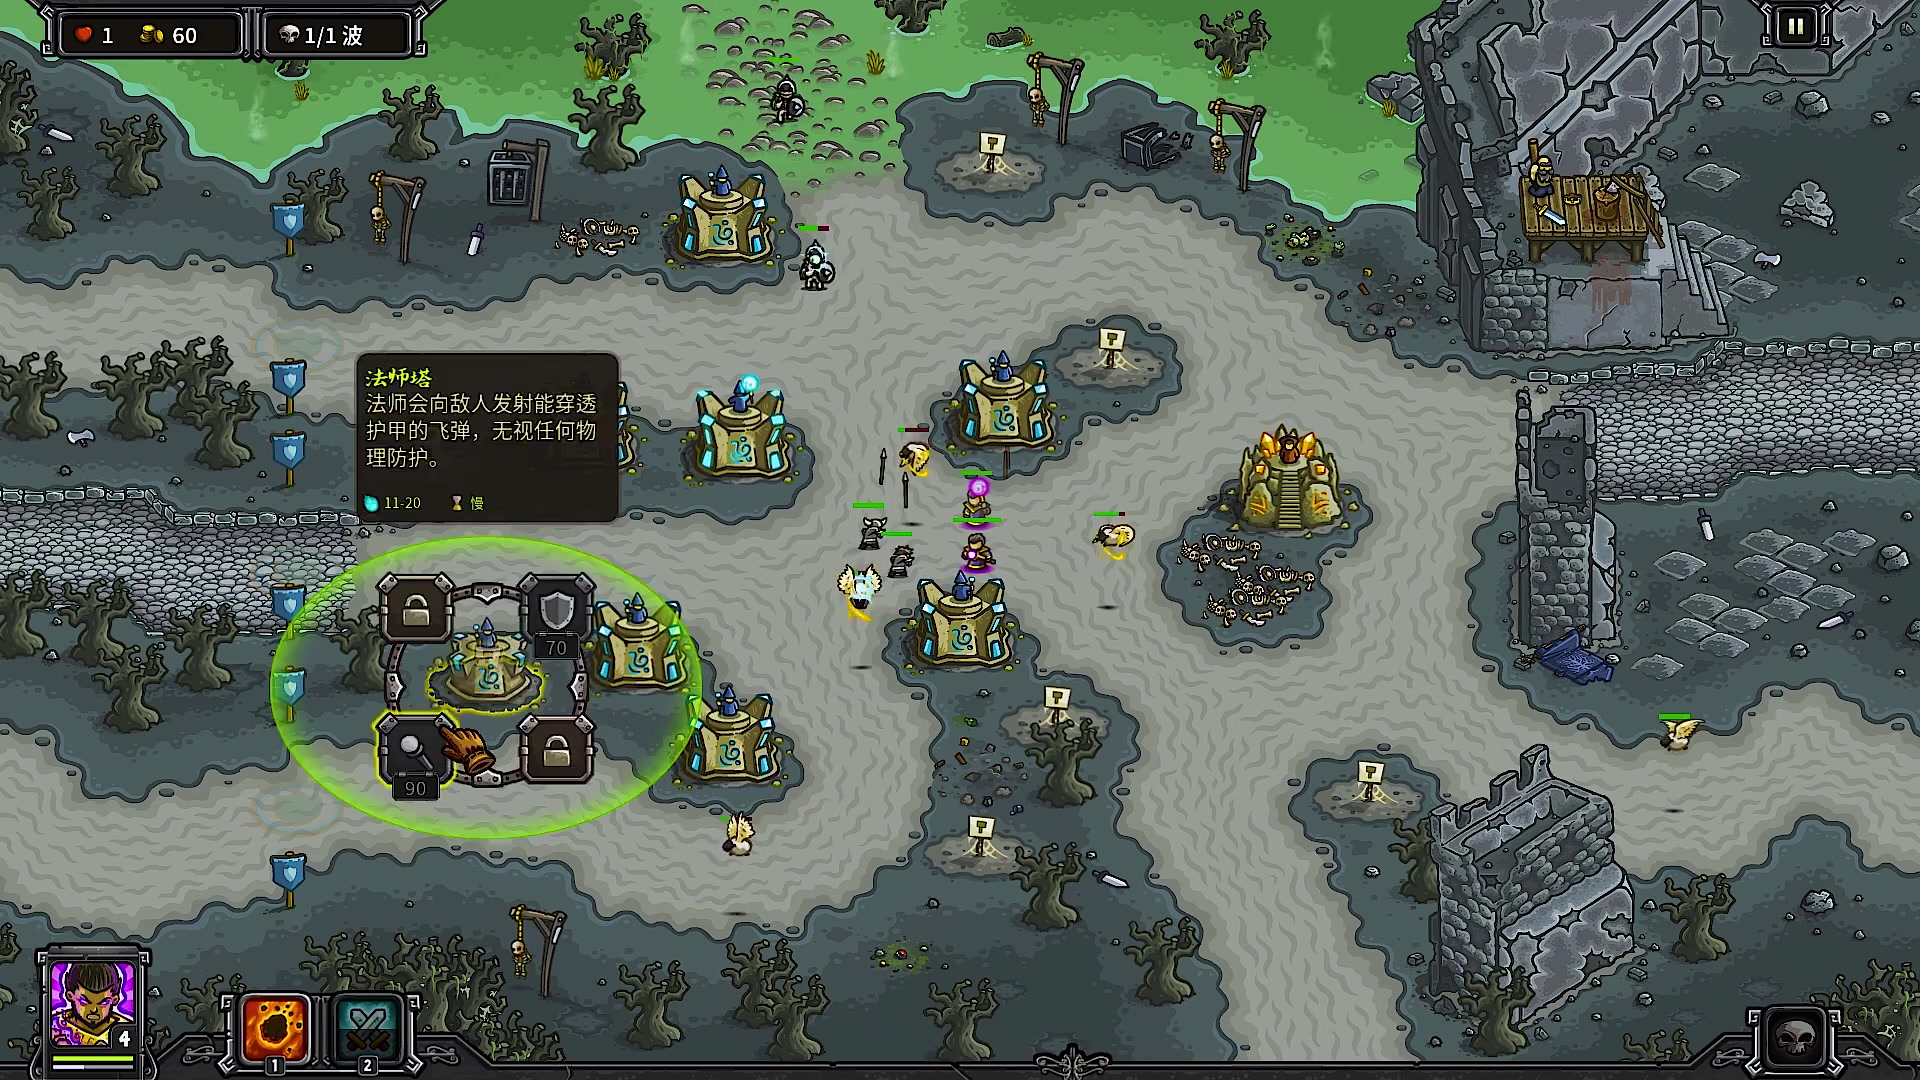 1
60
1/1 波
法师塔
法师会向敌人发射能穿透
护甲的飞弹，无视任何物
理防护。
11-20
慢
70
90
4
1
2